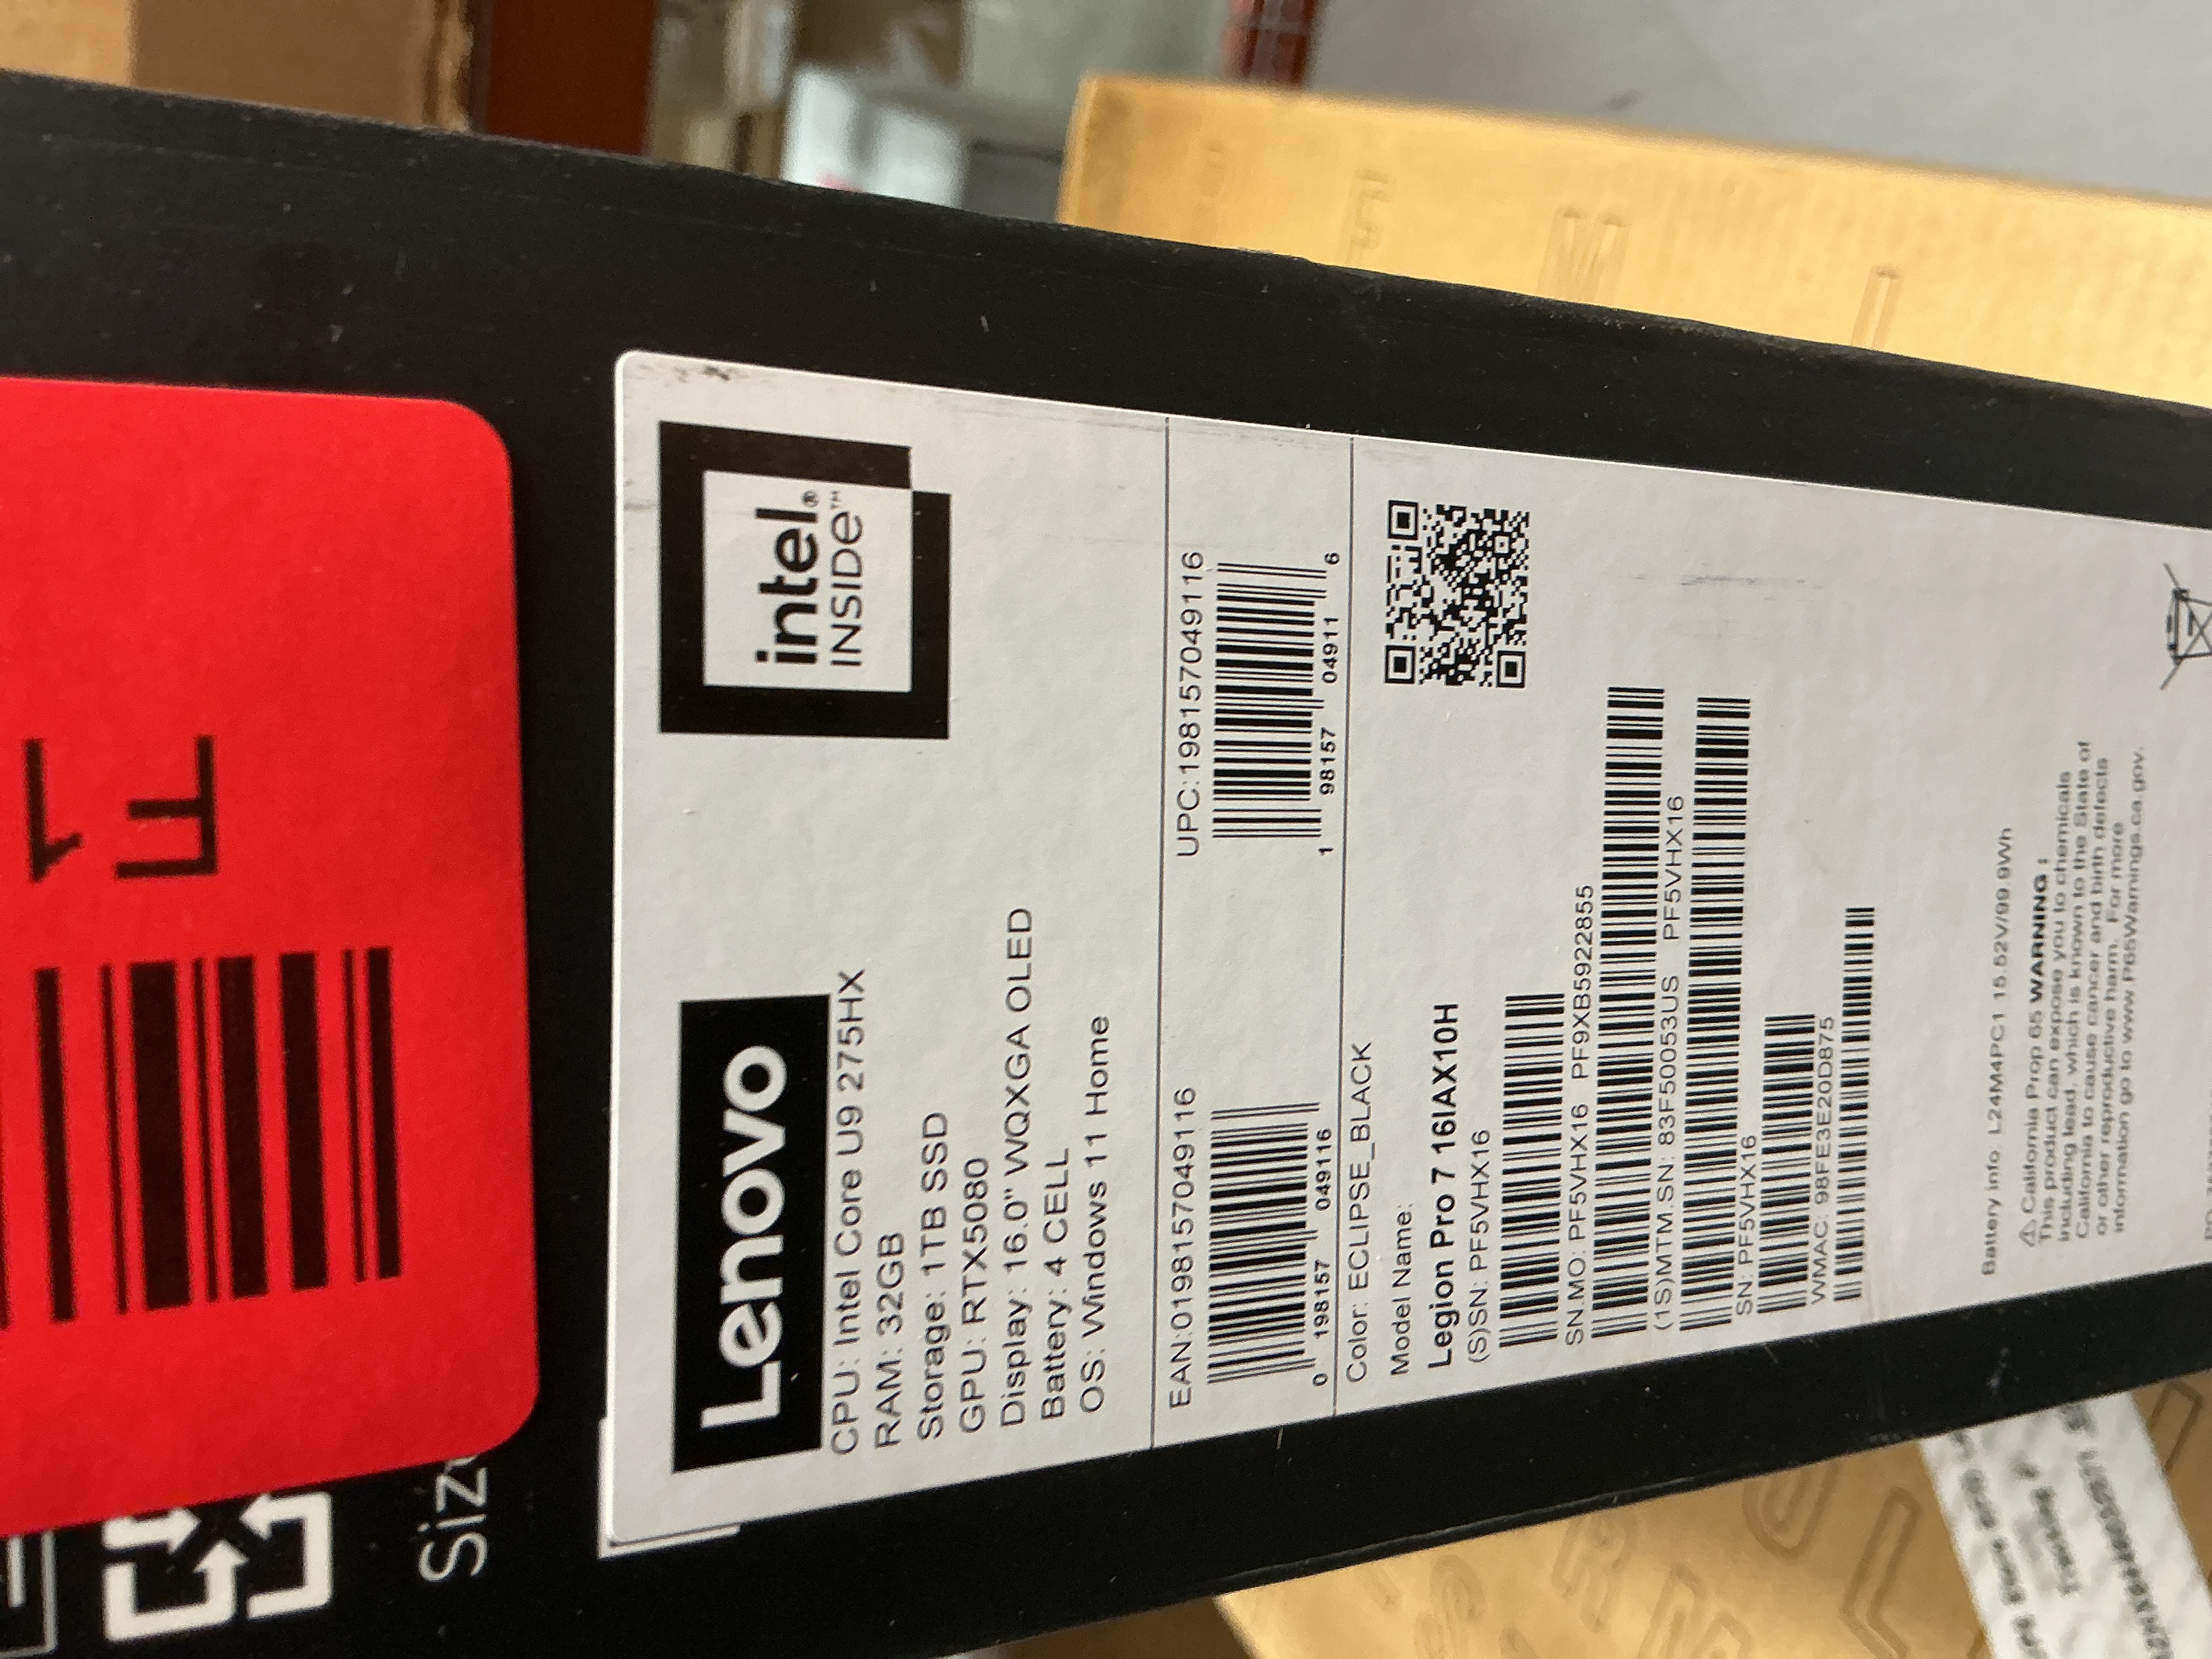 Lenovo
intel®
INSIDE™
CPU: Intel Core U9 275HX
RAM: 32GB
Storage: 1TB SSD
GPU: RTX5080
Display: 16.0" WQXGA OLED
Battery: 4 CELL
OS: Windows 11 Home
EAN:0198157049116
0 198157 049116
UPC:198157049116
1 98157 04911 6
Color: ECLIPSE_BLACK
Model Name:
Legion Pro 7 16IAX10H
(S)SN: PF5VHX16
SN.MO: PF5VHX16 PF9XB5922855
(1S)MTM.SN: 83F50053US PF5VHX16
SN: PF5VHX16
WMAC: 98FE3E20D875
Battery info: L24M4PC1 15.52V/99.9Wh
⚠ California Prop 65 WARNING :
This product can expose you to chemicals
including lead, which is known to the State of
California to cause cancer and birth defects
or other reproductive harm. For more
information go to www.P65Warnings.ca.gov.